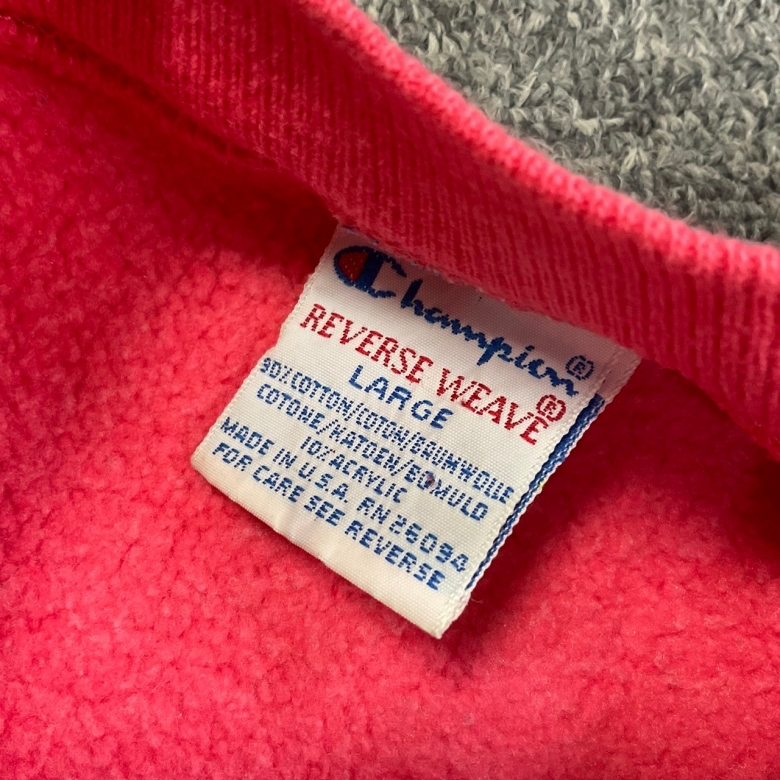 Champion®
REVERSE WEAVE®
LARGE
90%COTTON/COTON/BAUMWOLLE
COTONE/KATOEN/BOMULD
10%ACRYLIC
MADE IN U.S.A. RN 26094
FOR CARE SEE REVERSE